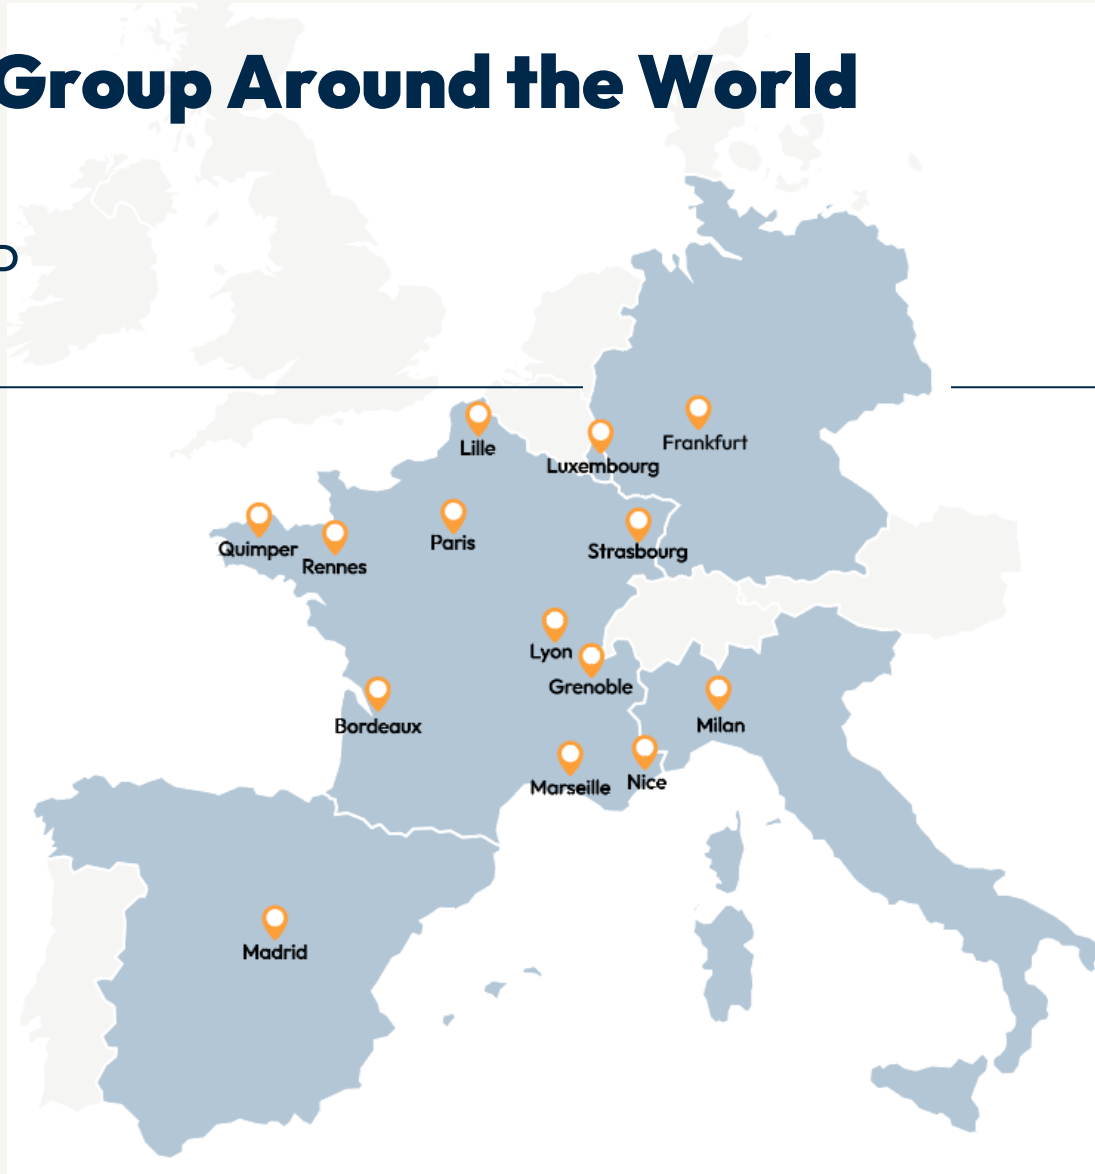 Group Around the World
D
Lille
Frankfurt
Luxembourg
Quimper
Rennes
Paris
Strasbourg
Lyon
Grenoble
Bordeaux
Milan
Marseille
Nice
Madrid